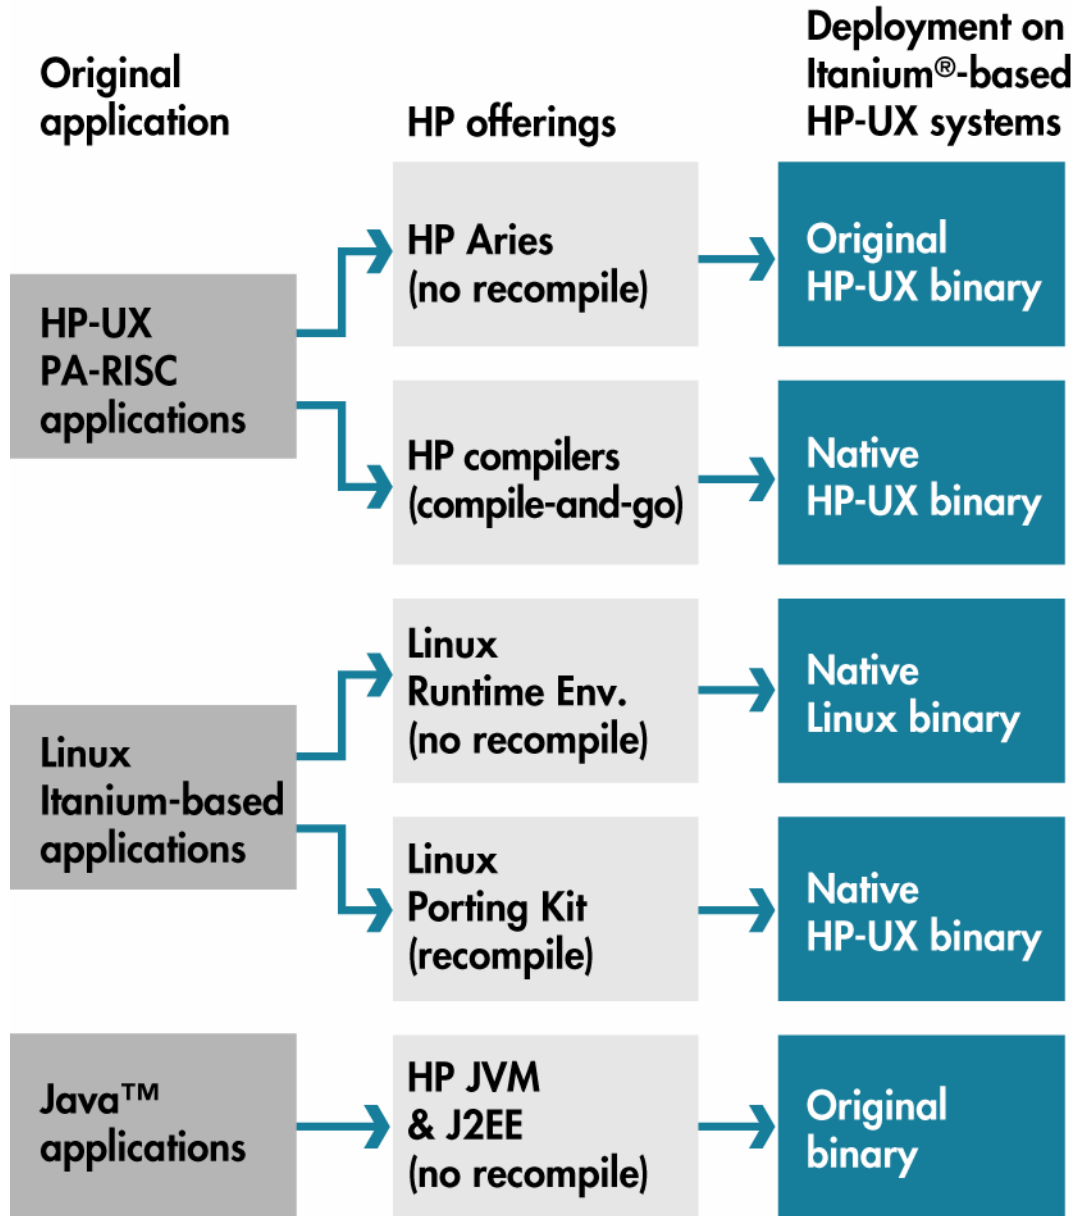 Original
application
HP offerings
Deployment on
Itanium®-based
HP-UX systems
HP-UX
PA-RISC
applications
HP Aries
(no recompile)
Original
HP-UX binary
HP compilers
(compile-and-go)
Native
HP-UX binary
Linux
Itanium-based
applications
Linux
Runtime Env.
(no recompile)
Native
Linux binary
Linux
Porting Kit
(recompile)
Native
HP-UX binary
Java™
applications
HP JVM
& J2EE
(no recompile)
Original
binary